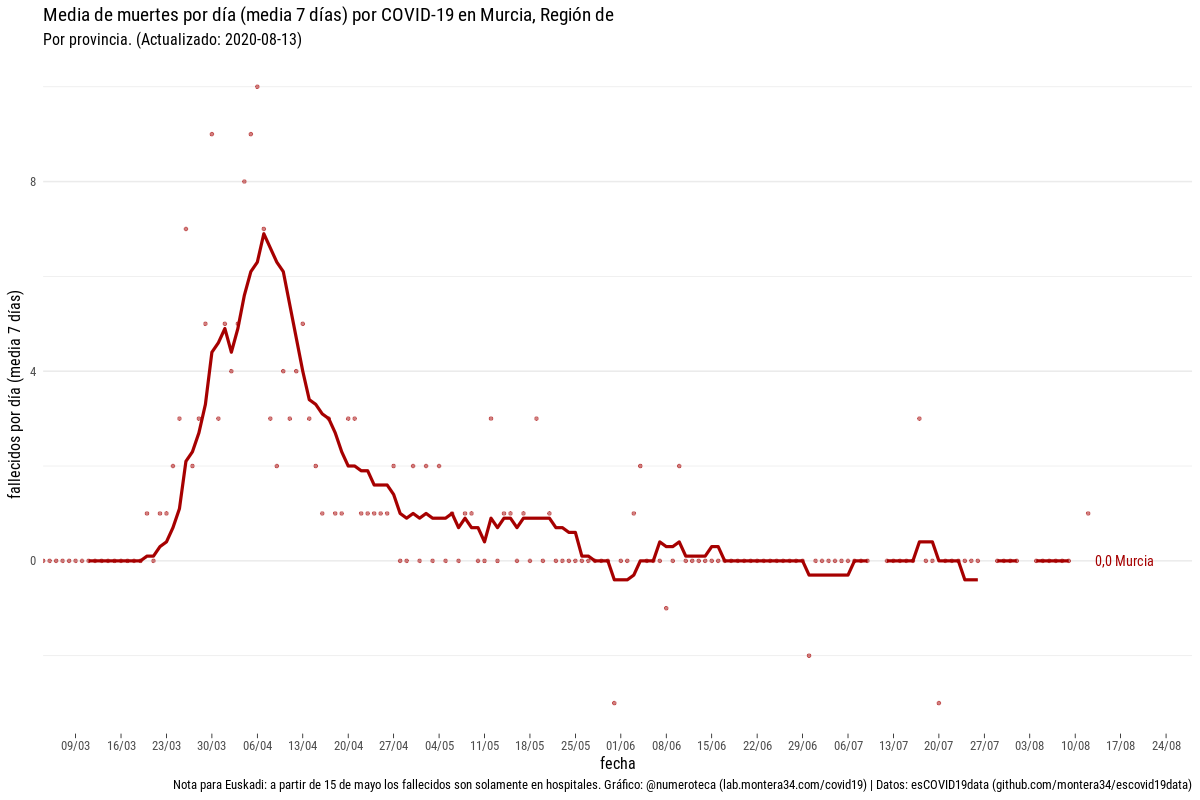 Media de muertes por día (media 7 días) por COVID-19 en Murcia, Región de
Por provincia. (Actualizado: 2020-08-13)
fallecidos por día (media 7 días)
8
4
0
0,0 Murcia
09/03 16/03 23/03 30/03 06/04 13/04 20/04 27/04 04/05 11/05 18/05 25/05 01/06 08/06 15/06 22/06 29/06 06/07 13/07 20/07 27/07 03/08 10/08 17/08 24/08
fecha
Nota para Euskadi: a partir de 15 de mayo los fallecidos son solamente en hospitales. Gráfico: @numeroteca (lab.montera34.com/covid19) | Datos: esCOVID19data (github.com/montera34/escovid19data)